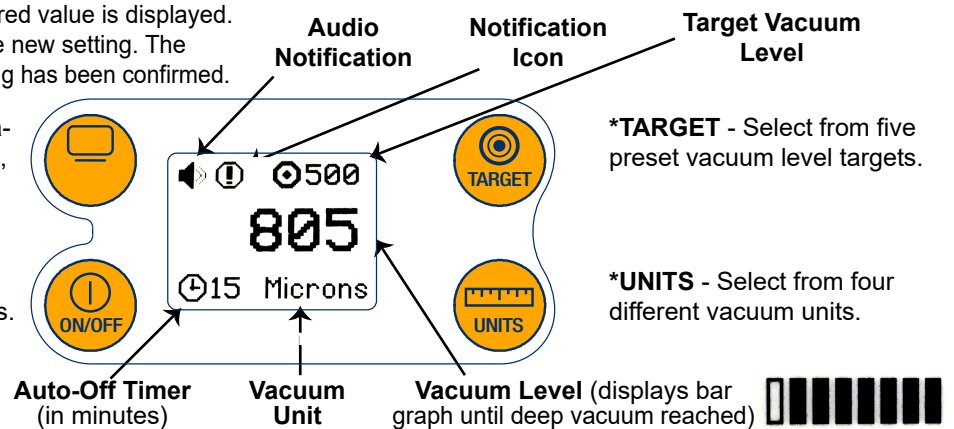 red value is displayed.
e new setting. The
g has been confirmed.
a-
,
s.
Audio
Notification
Notification
Icon
Target Vacuum
Level
500
805
15 Microns
TARGET
ON/OFF
UNITS
*TARGET - Select from five
preset vacuum level targets.
*UNITS - Select from four
different vacuum units.
Auto-Off Timer
(in minutes)
Vacuum
Unit
Vacuum Level (displays bar
graph until deep vacuum reached)